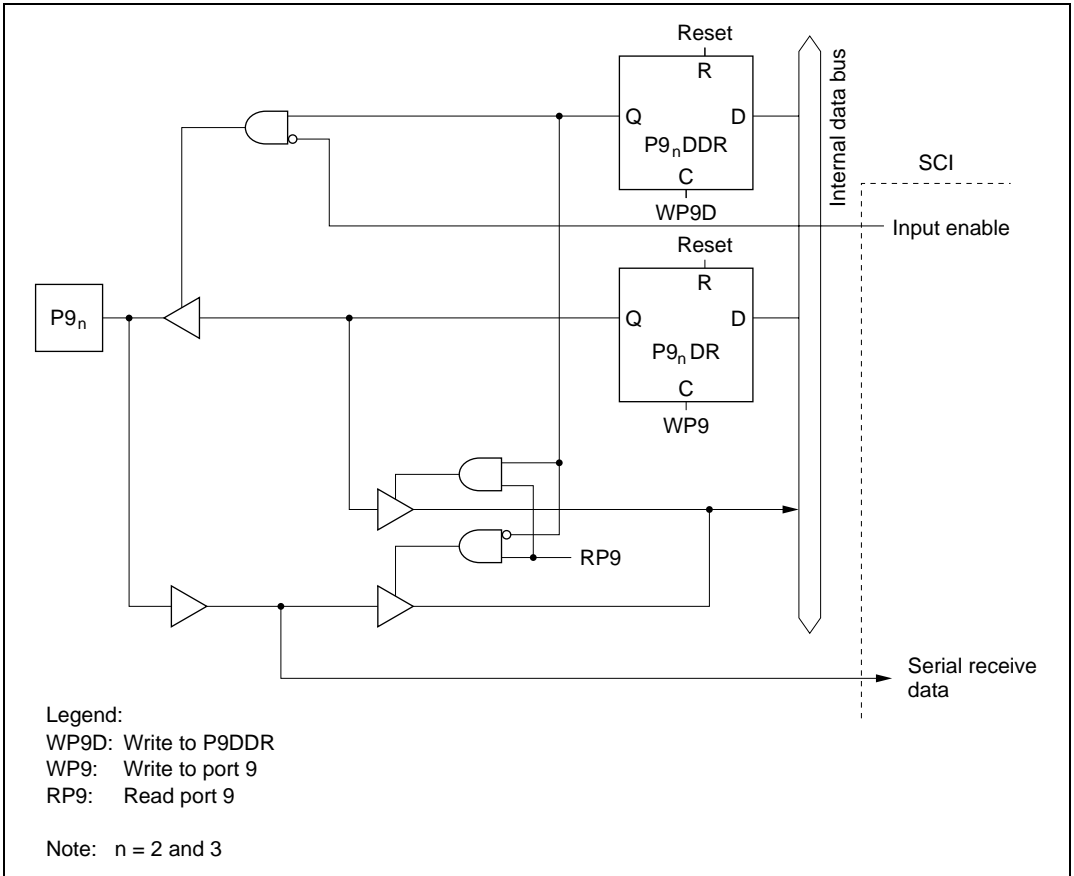 Reset
R
Q
D
P9nDDR
C
WP9D
Internal data bus
SCI
Input enable
Reset
R
P9n
Q
D
P9n DR
C
WP9
RP9
Serial receive
data
Legend:
WP9D: Write to P9DDR
WP9: Write to port 9
RP9: Read port 9
Note: n = 2 and 3